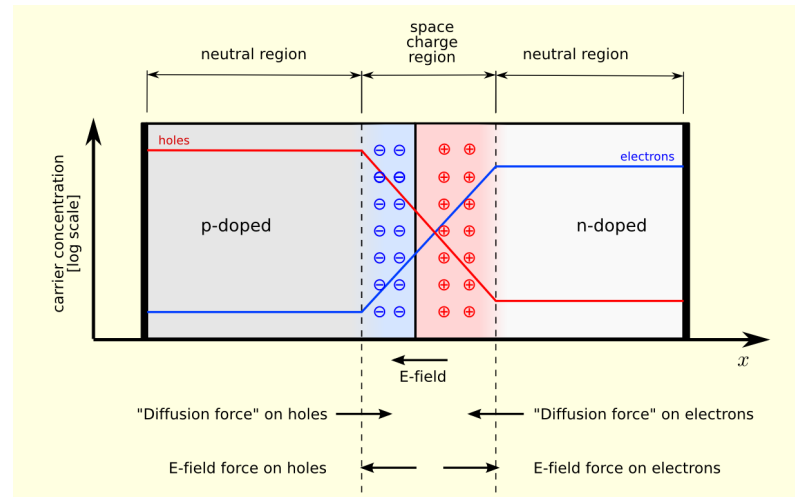 space
charge
region
neutral region
neutral region
holes
electrons
p-doped
n-doped
carrier concentration
[log scale]
x
E-field
"Diffusion force" on holes
"Diffusion force" on electrons
E-field force on holes
E-field force on electrons